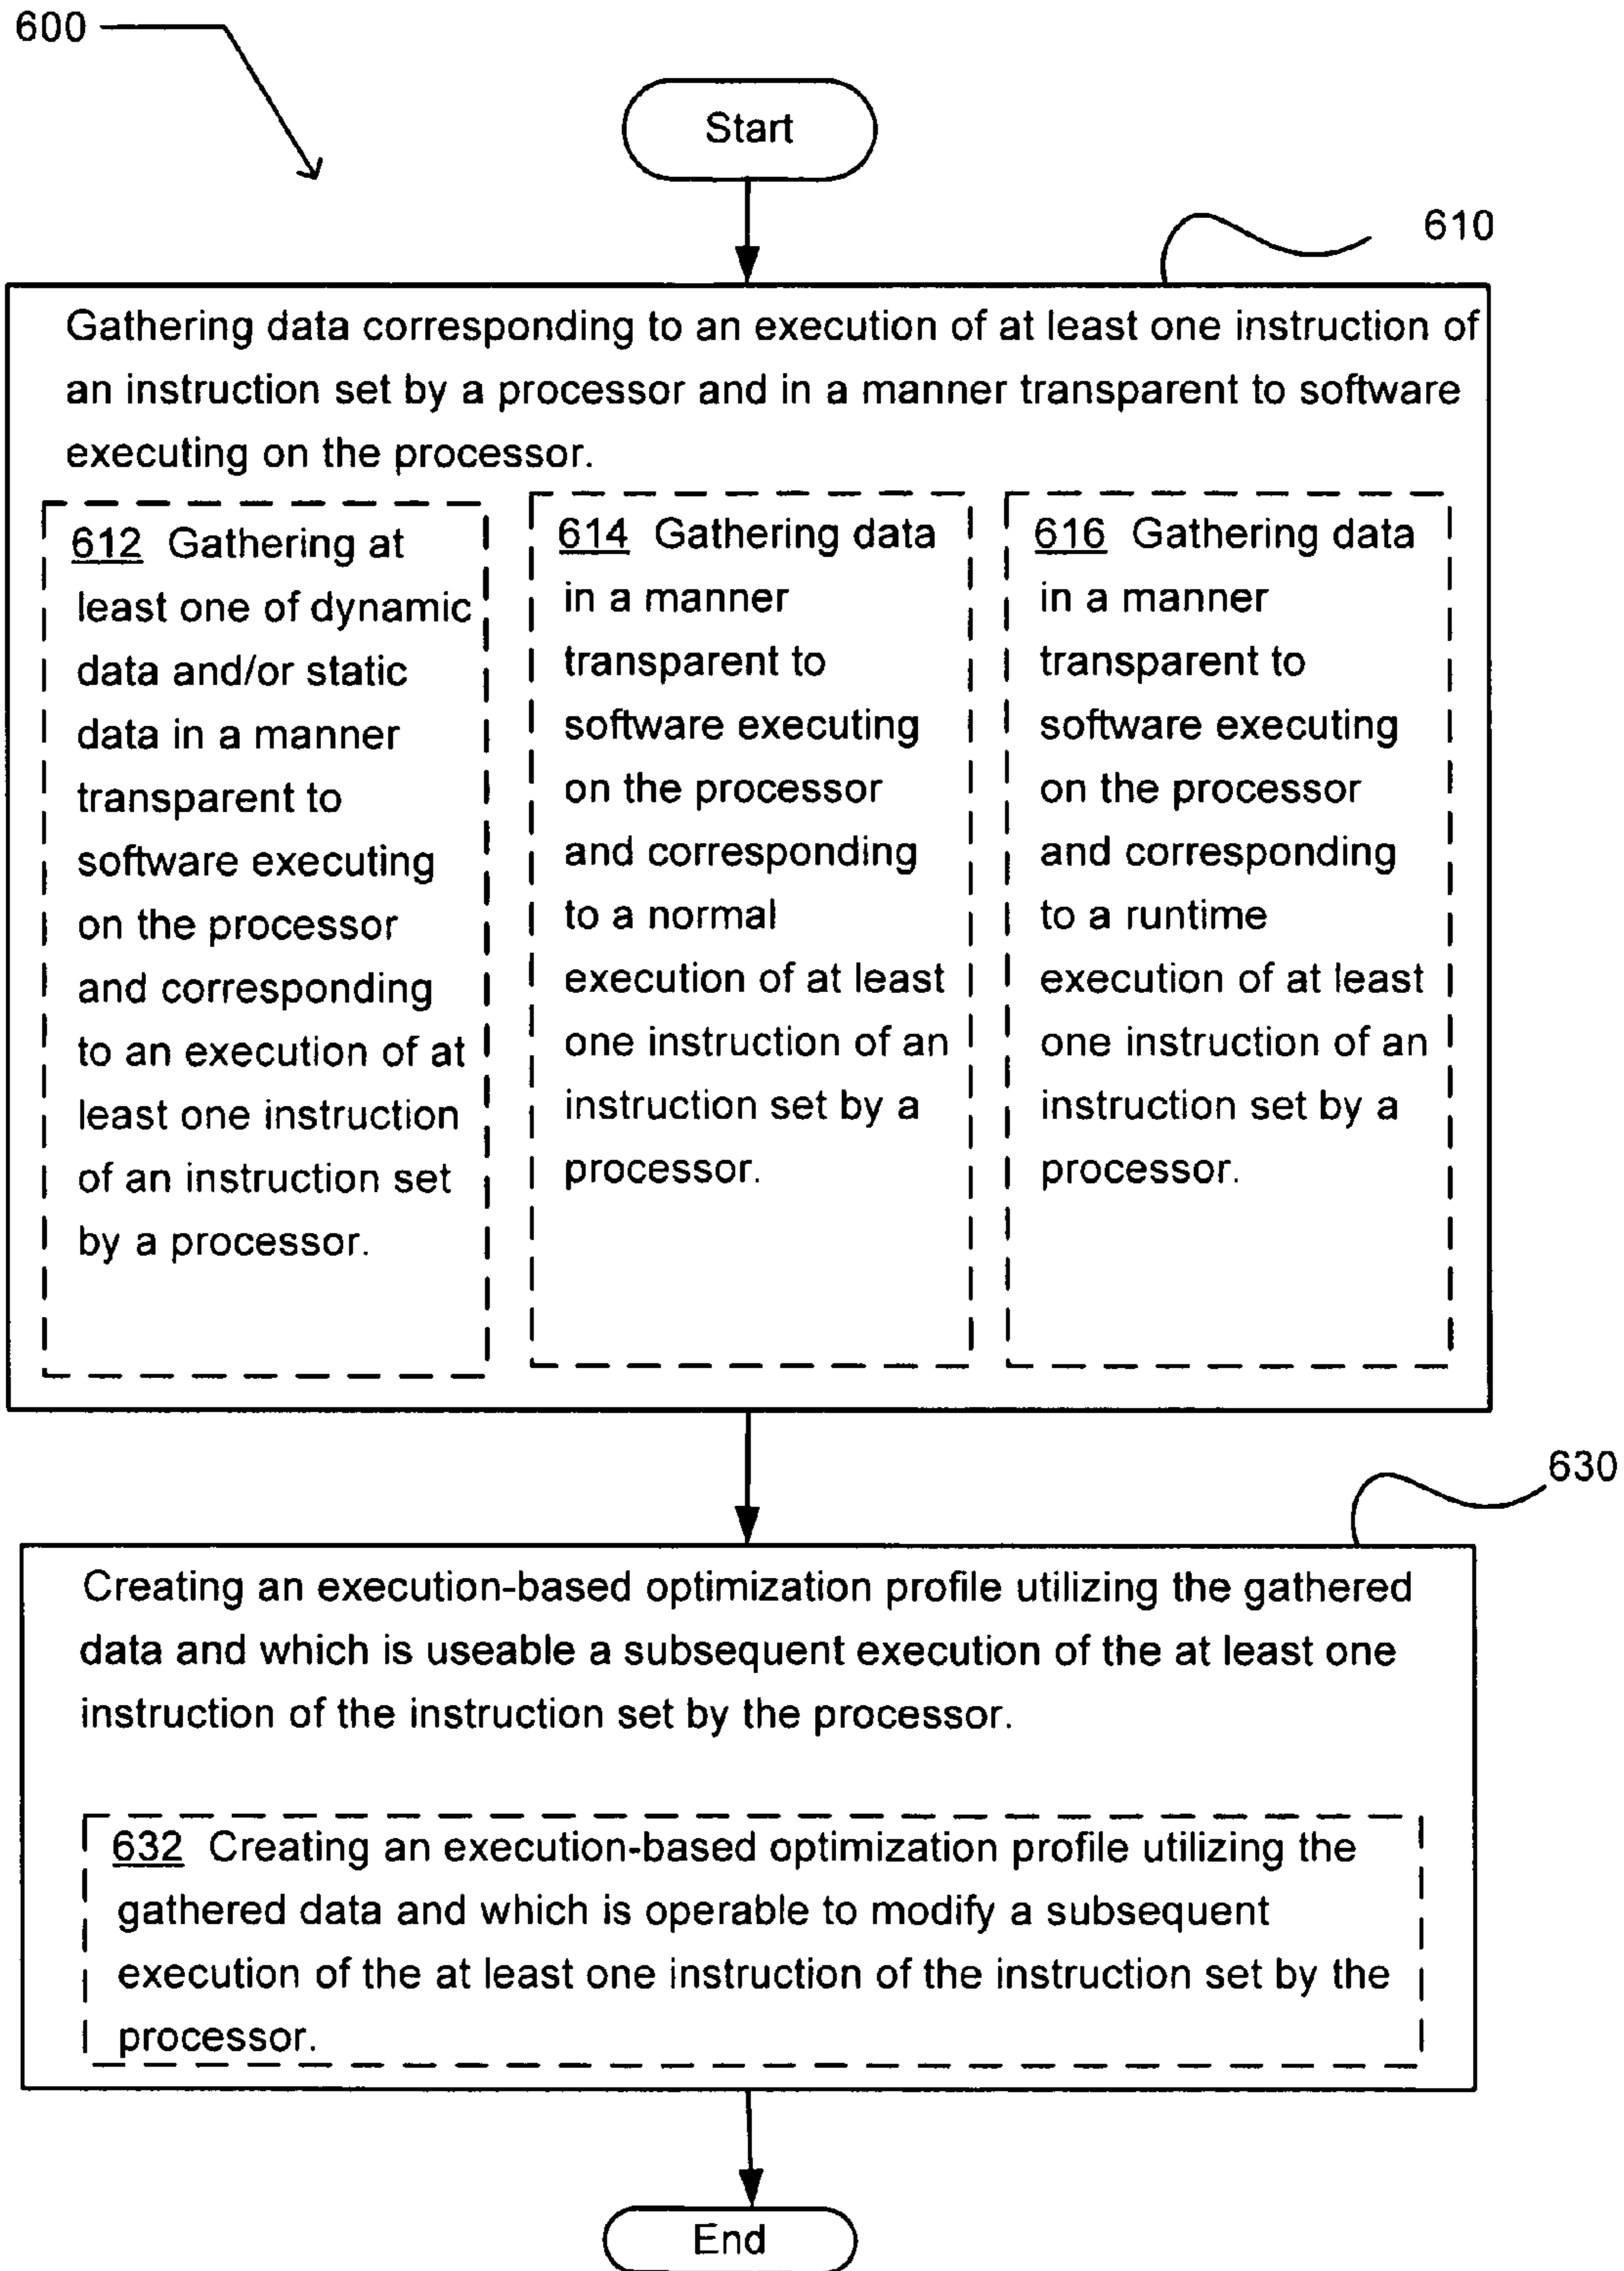 600
Start
610
Gathering data corresponding to an execution of at least one instruction of
an instruction set by a processor and in a manner transparent to software
executing on the processor.
612 Gathering at
least one of dynamic
data and/or static
data in a manner
transparent to
software executing
on the processor
and corresponding
to an execution of at
least one instruction
of an instruction set
by a processor.
614 Gathering data
in a manner
transparent to
software executing
on the processor
and corresponding
to a normal
execution of at least
one instruction of an
instruction set by a
processor.
616 Gathering data
in a manner
transparent to
software executing
on the processor
and corresponding
to a runtime
execution of at least
one instruction of an
instruction set by a
processor.
630
Creating an execution-based optimization profile utilizing the gathered
data and which is useable a subsequent execution of the at least one
instruction of the instruction set by the processor.
632 Creating an execution-based optimization profile utilizing the
gathered data and which is operable to modify a subsequent
execution of the at least one instruction of the instruction set by the
processor.
End